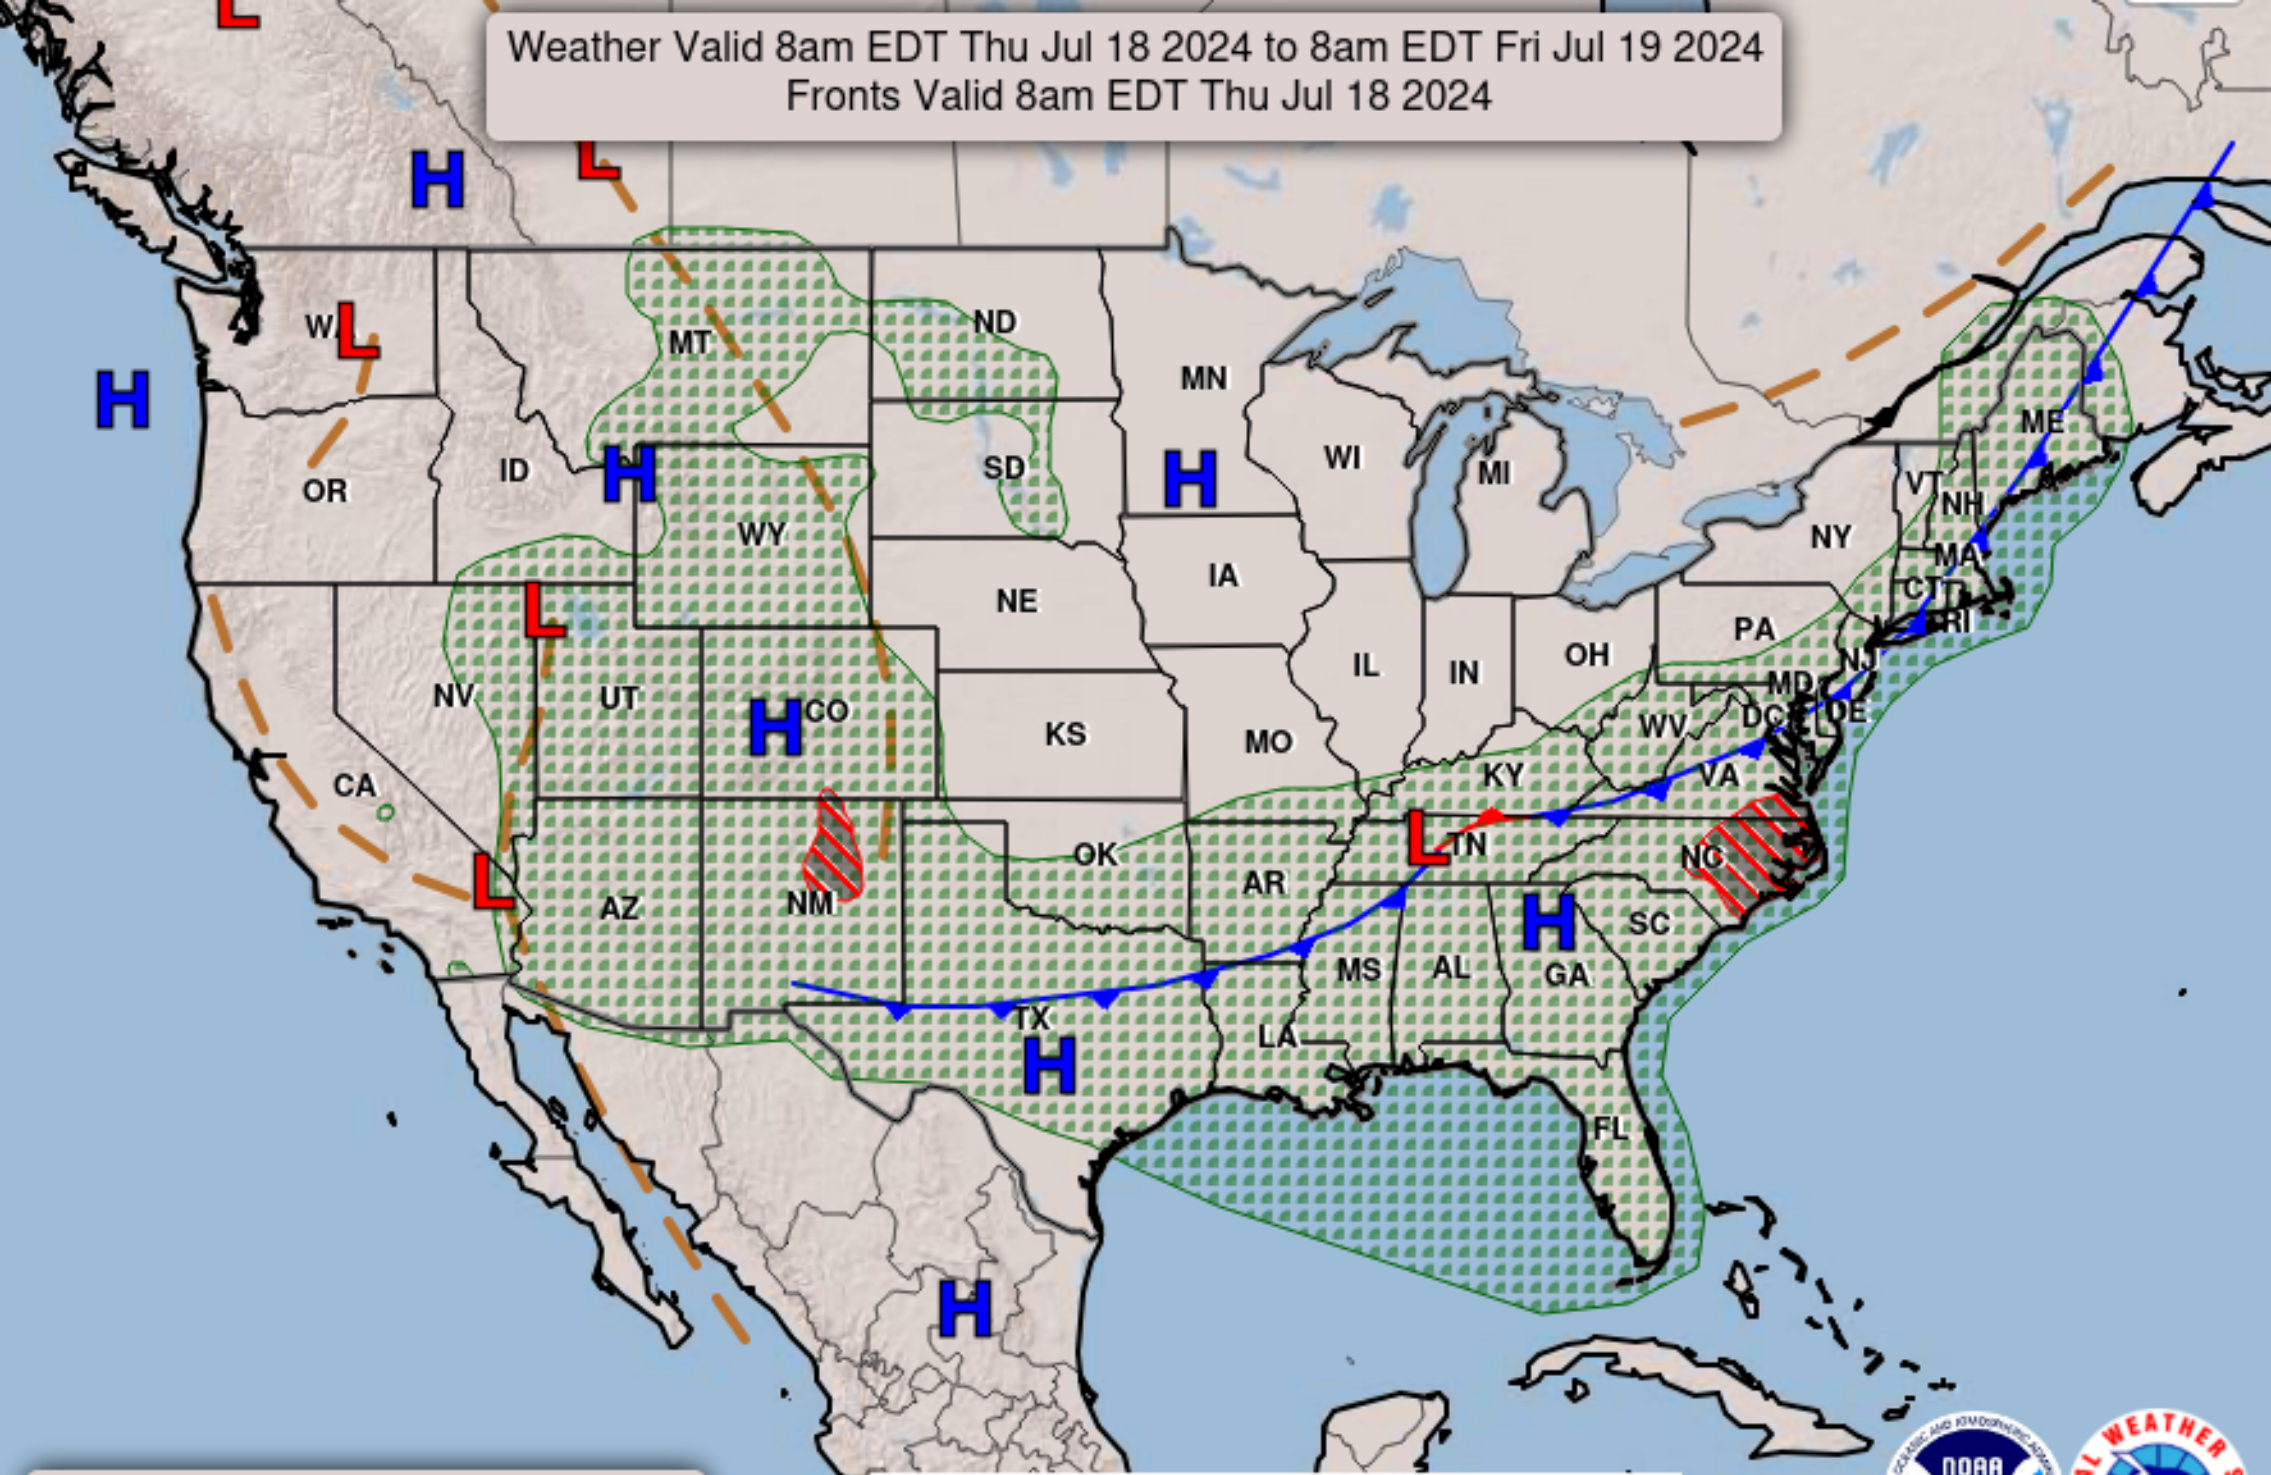 Weather Valid 8am EDT Thu Jul 18 2024 to 8am EDT Fri Jul 19 2024
Fronts Valid 8am EDT Thu Jul 18 2024
L
H
L
WA
L
MT
ND
MN
H
OR
ID
H
WY
SD
H
WI
MI
ME
VT
NH
NY
MA
CT
RI
L
NE
IA
PA
NV
UT
H
CO
KS
MO
IL
IN
OH
NJ
MD
DC
DE
WV
CA
KY
VA
L
AZ
NM
OK
AR
L
TN
NC
H
SC
TX
H
LA
MS
AL
GA
FL
H
NOAA
WEATHER